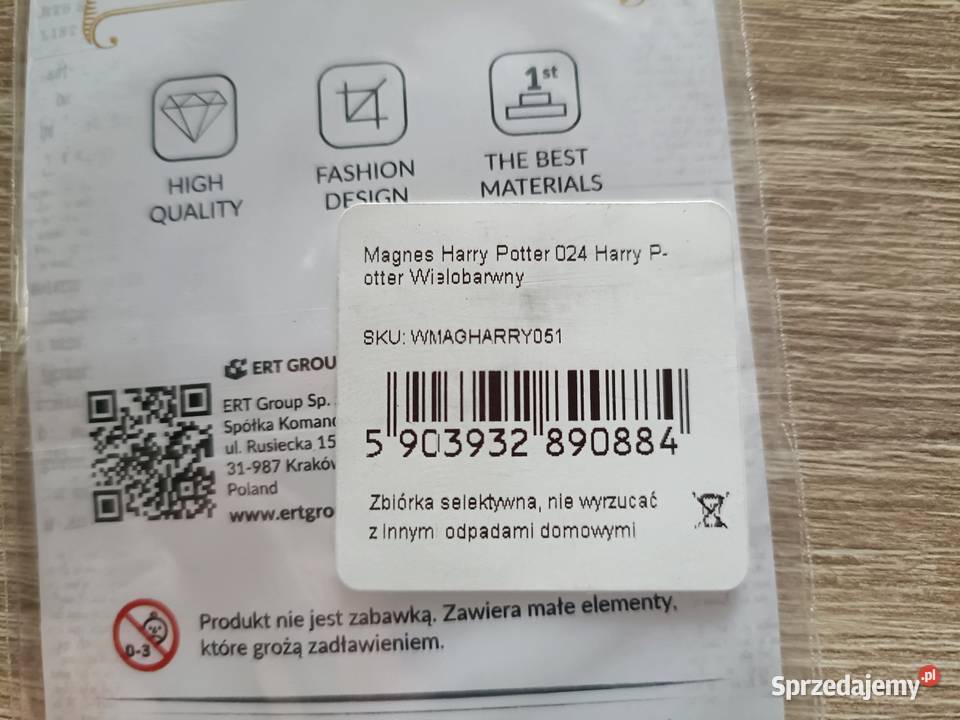 HIGH
QUALITY
FASHION
DESIGN
1st
THE BEST
MATERIALS
Magnes Harry Potter 024 Harry P-
otter Wielobarwny
SKU: WMAGHARRY051
5 903932 890884
Zbiórka selektywna, nie wyrzucać
z innymi odpadami domowymi
ERT GROU
ERT Group Sp.
Spółka Komand
ul. Rusiecka 15
31-987 Kraków
Poland
www.ertgro
0-3
Produkt nie jest zabawką. Zawiera małe elementy,
które grożą zadławieniem.
Sprzedajemy.pl